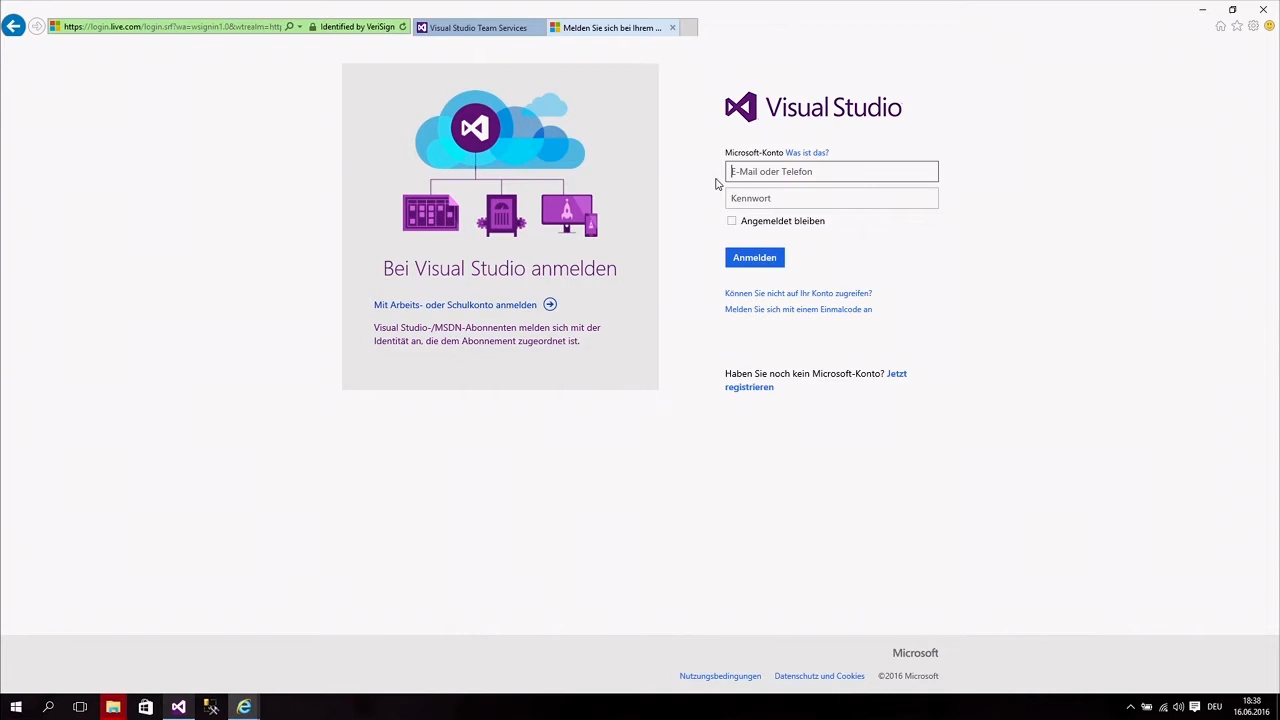 https://login.live.com/login.srf?wa=wsignin1.0&wtrealm=htt
Identified by VeriSign
Visual Studio Team Services
Melden Sie sich bei Ihrem ...
Visual Studio
Microsoft-Konto Was ist das?
E-Mail oder Telefon
Kennwort
Angemeldet bleiben
Anmelden
Können Sie nicht auf Ihr Konto zugreifen?
Melden Sie sich mit einem Einmalcode an
Haben Sie noch kein Microsoft-Konto? Jetzt
registrieren
Bei Visual Studio anmelden
Mit Arbeits- oder Schulkonto anmelden
Visual Studio-/MSDN-Abonnenten melden sich mit der
Identität an, die dem Abonnement zugeordnet ist.
Microsoft
Nutzungsbedingungen
Datenschutz und Cookies
©2016 Microsoft
DEU
18:38
16.06.2016